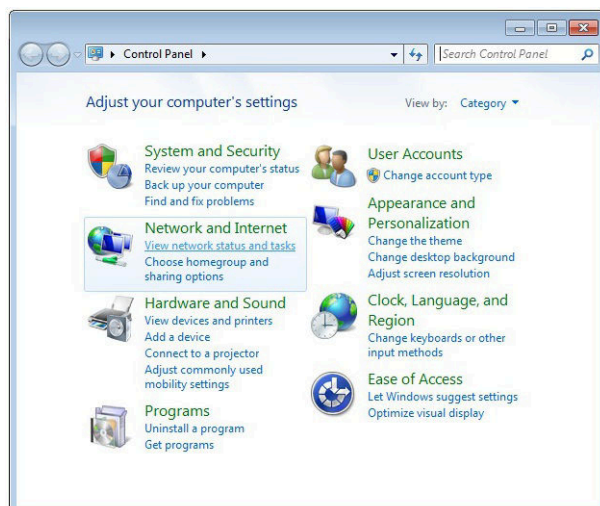 Control Panel
Search Control Panel
Adjust your computer's settings
View by: Category
System and Security
Review your computer's status
Back up your computer
Find and fix problems
Network and Internet
View network status and tasks
Choose homegroup and
sharing options
Hardware and Sound
View devices and printers
Add a device
Connect to a projector
Adjust commonly used
mobility settings
Programs
Uninstall a program
Get programs
User Accounts
Change account type
Appearance and
Personalization
Change the theme
Change desktop background
Adjust screen resolution
Clock, Language, and
Region
Change keyboards or other
input methods
Ease of Access
Let Windows suggest settings
Optimize visual display